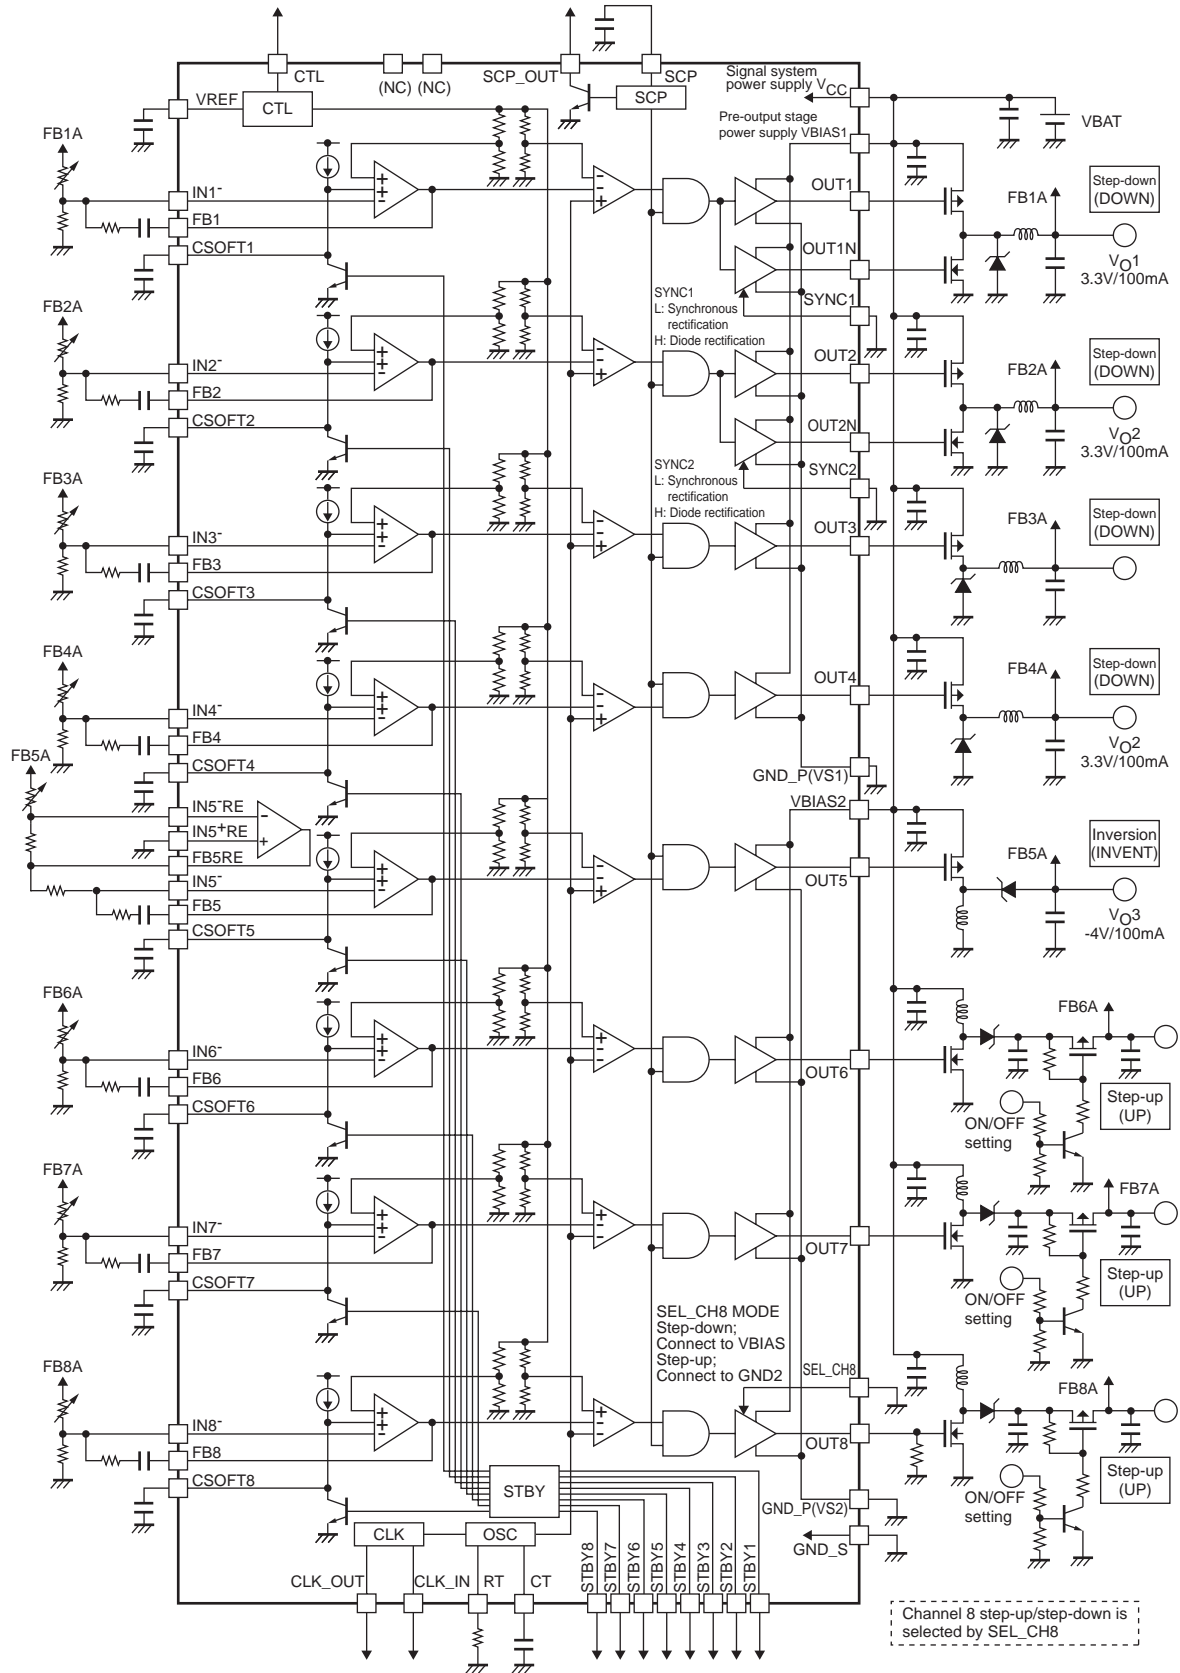 CTL
(NC) (NC)
SCP_OUT
SCP
VREF
CTL
SCP
Signal system
power supply VCC
VBAT
Pre-output stage
power supply VBIAS1
FB1A
IN1-
FB1
CSOFT1
OUT1
OUT1N
SYNC1
L: Synchronous
rectification
H: Diode rectification
SYNC1
FB1A
Step-down
(DOWN)
VO1
3.3V/100mA
FB2A
IN2-
FB2
CSOFT2
OUT2
OUT2N
SYNC2
L: Synchronous
rectification
H: Diode rectification
SYNC2
FB2A
Step-down
(DOWN)
VO2
3.3V/100mA
FB3A
IN3-
FB3
CSOFT3
OUT3
FB3A
Step-down
(DOWN)
FB4A
IN4-
FB4
CSOFT4
OUT4
GND_P(VS1)
FB4A
Step-down
(DOWN)
VO2
3.3V/100mA
FB5A
IN5-RE
IN5+RE
FB5RE
IN5-
FB5
CSOFT5
VBIAS2
OUT5
FB5A
Inversion
(INVENT)
VO3
-4V/100mA
FB6A
IN6-
FB6
CSOFT6
OUT6
FB6A
ON/OFF
setting
Step-up
(UP)
FB7A
IN7-
FB7
CSOFT7
OUT7
FB7A
ON/OFF
setting
Step-up
(UP)
SEL_CH8 MODE
Step-down;
Connect to VBIAS
Step-up;
Connect to GND2
SEL_CH8
FB8A
IN8-
FB8
CSOFT8
OUT8
FB8A
ON/OFF
setting
Step-up
(UP)
STBY
GND_P(VS2)
GND_S
CLK
OSC
CLK_OUT
CLK_IN
RT
CT
STBY8
STBY7
STBY6
STBY5
STBY4
STBY3
STBY2
STBY1
Channel 8 step-up/step-down is
selected by SEL_CH8